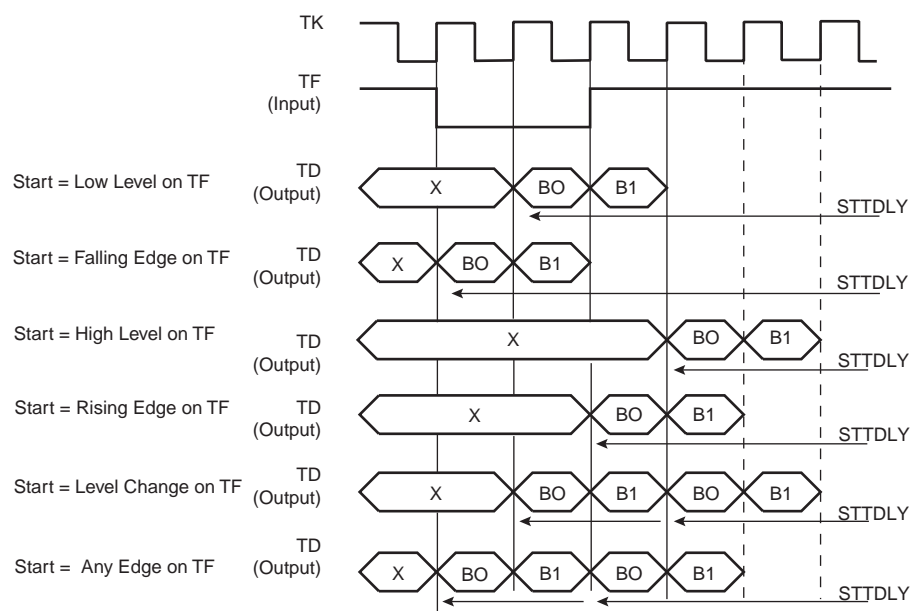 TK
TF
(Input)
Start = Low Level on TF
TD
(Output)
X
BO
B1
STTDLY
Start = Falling Edge on TF
TD
(Output)
X
BO
B1
STTDLY
Start = High Level on TF
TD
(Output)
X
BO
B1
STTDLY
Start = Rising Edge on TF
TD
(Output)
X
BO
B1
STTDLY
Start = Level Change on TF
TD
(Output)
X
BO
B1
BO
B1
STTDLY
Start = Any Edge on TF
TD
(Output)
X
BO
B1
BO
B1
STTDLY